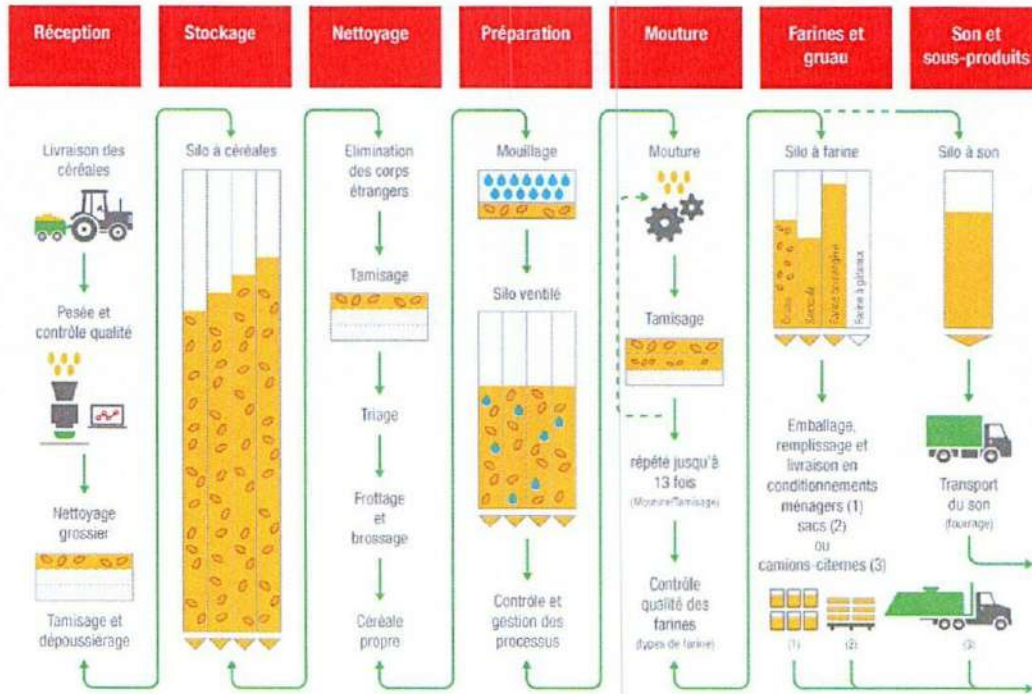 Réception
Livraison des
céréales
Pesée et
contrôle qualité
Nettoyage
grossier
Tamisage et
dépoussiérage
Stockage
Silo à céréales
Nettoyage
Elimination
des corps
étrangers
Tamisage
Triage
Frottage
et
brossage
Céréale
propre
Préparation
Mouillage
Silo ventilé
Contrôle et
gestion des
processus
Mouture
Mouture
Tamisage
répété jusqu'à
13 fois
(Mouture/Tamisage)
Contrôle
qualité des
farines
(types de farine)
Farines et
gruau
Silo à farine
Gruau
Semoule
Farine boulangère
Farine à gâteaux
Emballage,
remplissage et
livraison en
conditionnements
ménagers (1)
sacs (2)
ou
camions-citernes (3)
(1)
(2)
Son et
sous-produits
Silo à son
Transport
du son
(fourrage)
(3)